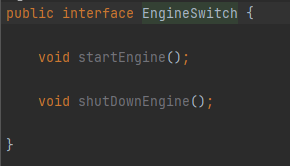 public interface EngineSwitch {
void startEngine();
void shutDownEngine();
}